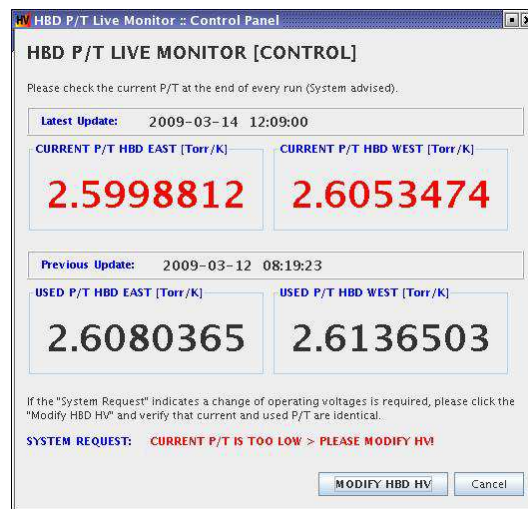 HV HBD P/T Live Monitor :: Control Panel
HBD P/T LIVE MONITOR [CONTROL]
Please check the current P/T at the end of every run (System advised).
Latest Update: 2009-03-14 12:09:00
CURRENT P/T HBD EAST [Torr/K] CURRENT P/T HBD WEST [Torr/K]
2.5998812 2.6053474
Previous Update: 2009-03-12 08:19:23
USED P/T HBD EAST [Torr/K] USED P/T HBD WEST [Torr/K]
2.6080365 2.6136503
If the "System Request" indicates a change of operating voltages is required, please click the
"Modify HBD HV" and verify that current and used P/T are identical.
SYSTEM REQUEST: CURRENT P/T IS TOO LOW > PLEASE MODIFY HV!
MODIFY HBD HV Cancel